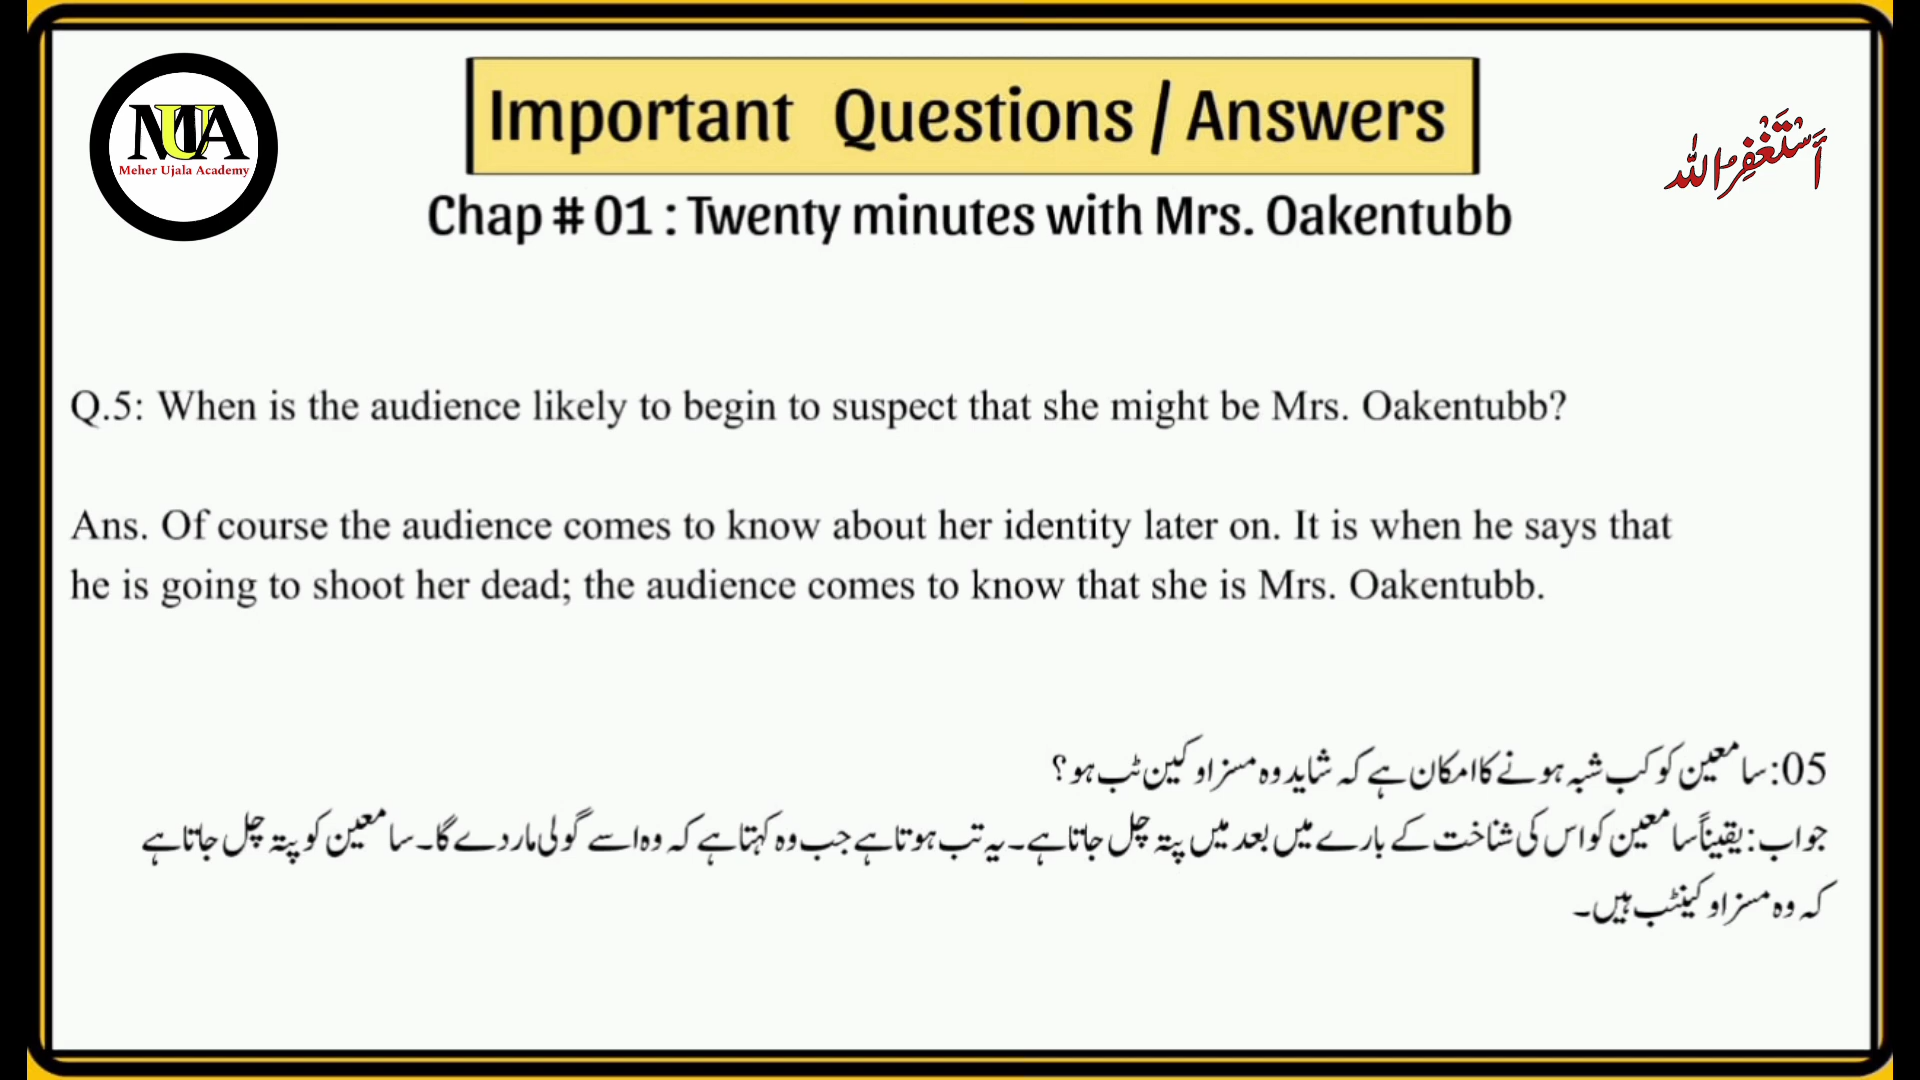 MUA
Meher Ujala Academy
Important Questions / Answers
أَسْتَغْفِرُ اللّٰه
Chap # 01 : Twenty minutes with Mrs. Oakentubb
Q.5: When is the audience likely to begin to suspect that she might be Mrs. Oakentubb?
Ans. Of course the audience comes to know about her identity later on. It is when he says that
he is going to shoot her dead; the audience comes to know that she is Mrs. Oakentubb.
05: سامعین کو کب شبہ ہونے کا امکان ہے کہ شاید وہ مسز اوکین ٹب ہو؟
جواب: یقیناً سامعین کو اس کی شناخت کے بارے میں بعد میں پتہ چل جاتا ہے۔ یہ تب ہوتا ہے جب وہ کہتا ہے کہ وہ اسے گولی مار دے گا۔ سامعین کو پتہ چل جاتا ہے
کہ وہ مسز اوکینٹب ہیں۔